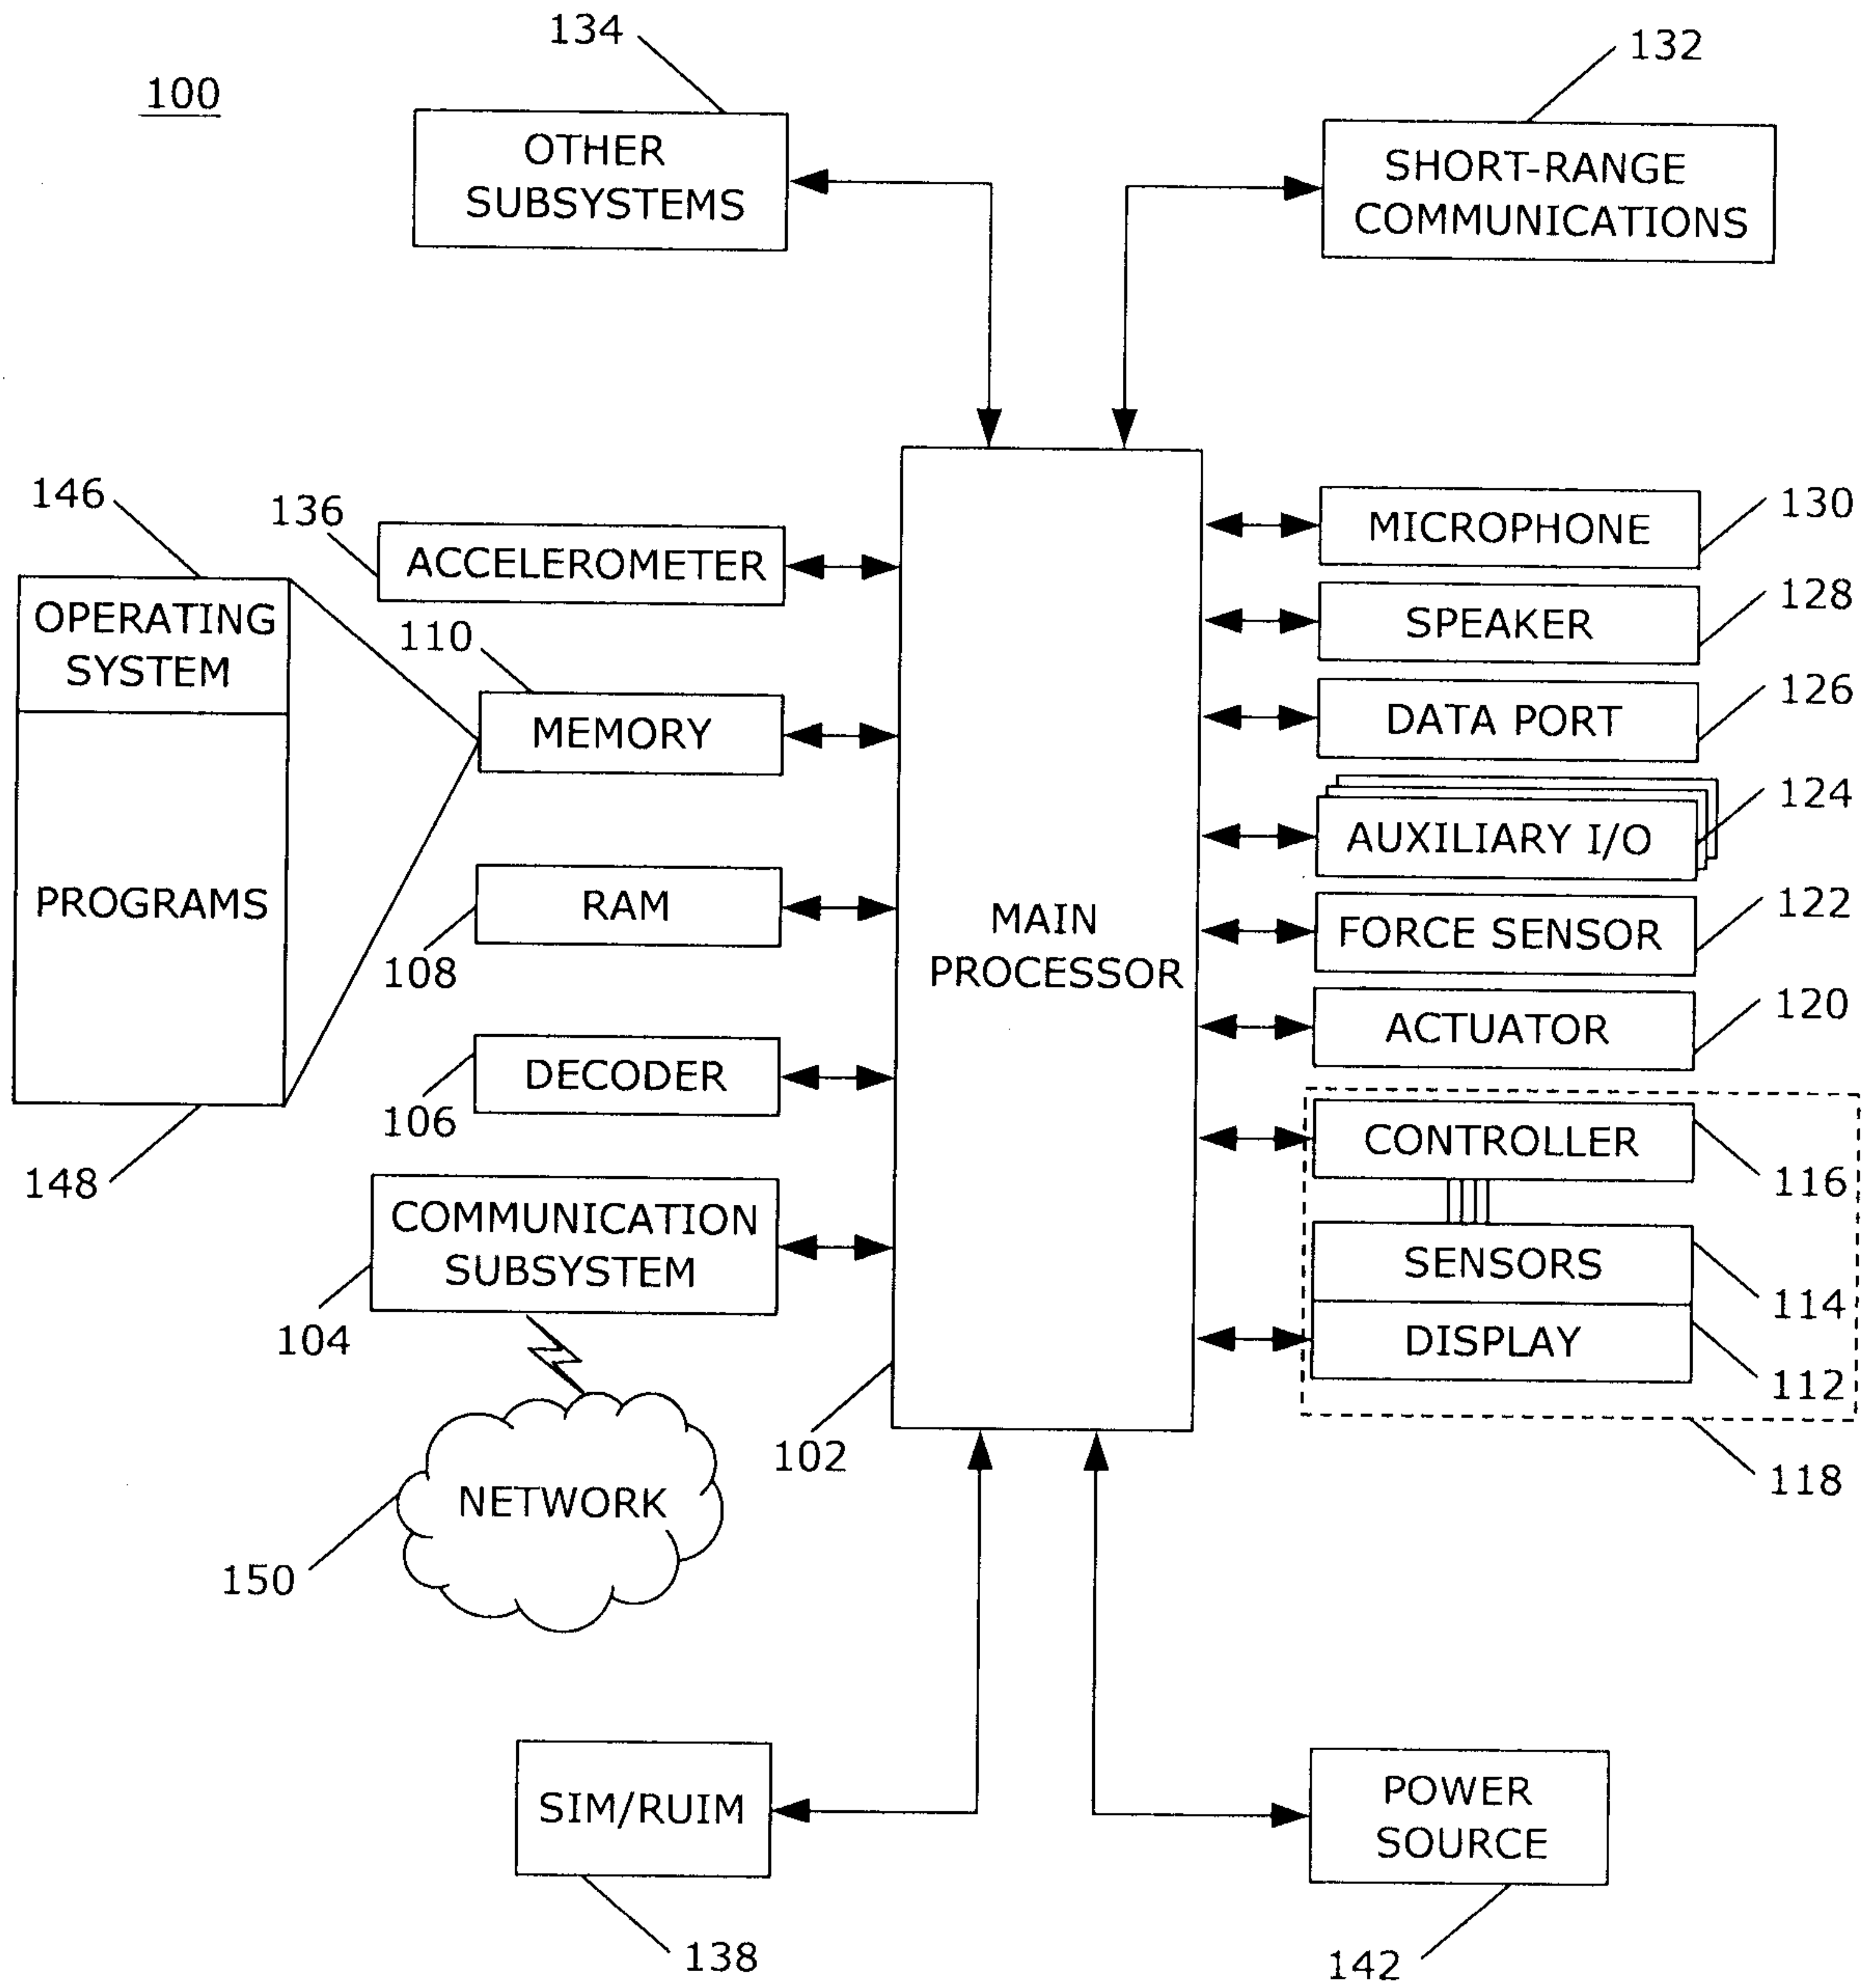 134
132
100
OTHER
SUBSYSTEMS
SHORT-RANGE
COMMUNICATIONS
146
136
ACCELEROMETER
MICROPHONE
130
OPERATING
SYSTEM
110
SPEAKER
128
MEMORY
DATA PORT
126
AUXILIARY I/O
124
PROGRAMS
RAM
108
MAIN
PROCESSOR
FORCE SENSOR
122
ACTUATOR
120
DECODER
106
CONTROLLER
116
148
COMMUNICATION
SUBSYSTEM
104
SENSORS
114
DISPLAY
112
102
118
NETWORK
150
SIM/RUIM
138
POWER
SOURCE
142